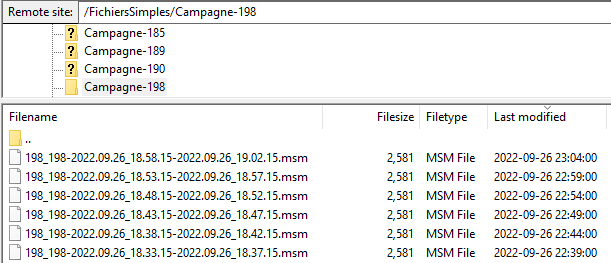 Remote site: /FichiersSimples/Campagne-198
? Campagne-185
? Campagne-189
? Campagne-190
Campagne-198
Filename Filesize Filetype Last modified
..
198_198-2022.09.26_18.58.15-2022.09.26_19.02.15.msm 2,581 MSM File 2022-09-26 23:04:00
198_198-2022.09.26_18.53.15-2022.09.26_18.57.15.msm 2,581 MSM File 2022-09-26 22:59:00
198_198-2022.09.26_18.48.15-2022.09.26_18.52.15.msm 2,581 MSM File 2022-09-26 22:54:00
198_198-2022.09.26_18.43.15-2022.09.26_18.47.15.msm 2,581 MSM File 2022-09-26 22:49:00
198_198-2022.09.26_18.38.15-2022.09.26_18.42.15.msm 2,581 MSM File 2022-09-26 22:44:00
198_198-2022.09.26_18.33.15-2022.09.26_18.37.15.msm 2,581 MSM File 2022-09-26 22:39:00